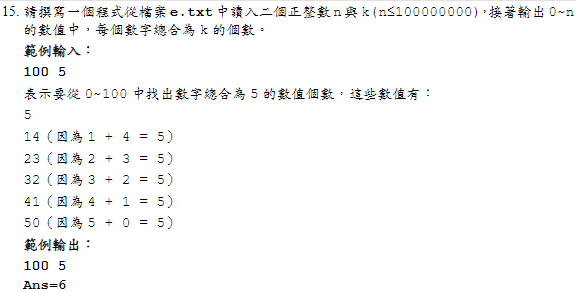 15. 請撰寫一個程式從檔案 e.txt 中讀入二個正整數 n 與 k(n≤100000000),接著輸出 0~n
的數值中,每個數字總合為 k 的個數。
範例輸入:
100 5
表示要從 0~100 中找出數字總合為 5 的數值個數,這些數值有:
5
14(因為 1 + 4 = 5)
23(因為 2 + 3 = 5)
32(因為 3 + 2 = 5)
41(因為 4 + 1 = 5)
50(因為 5 + 0 = 5)
範例輸出:
100 5
Ans=6